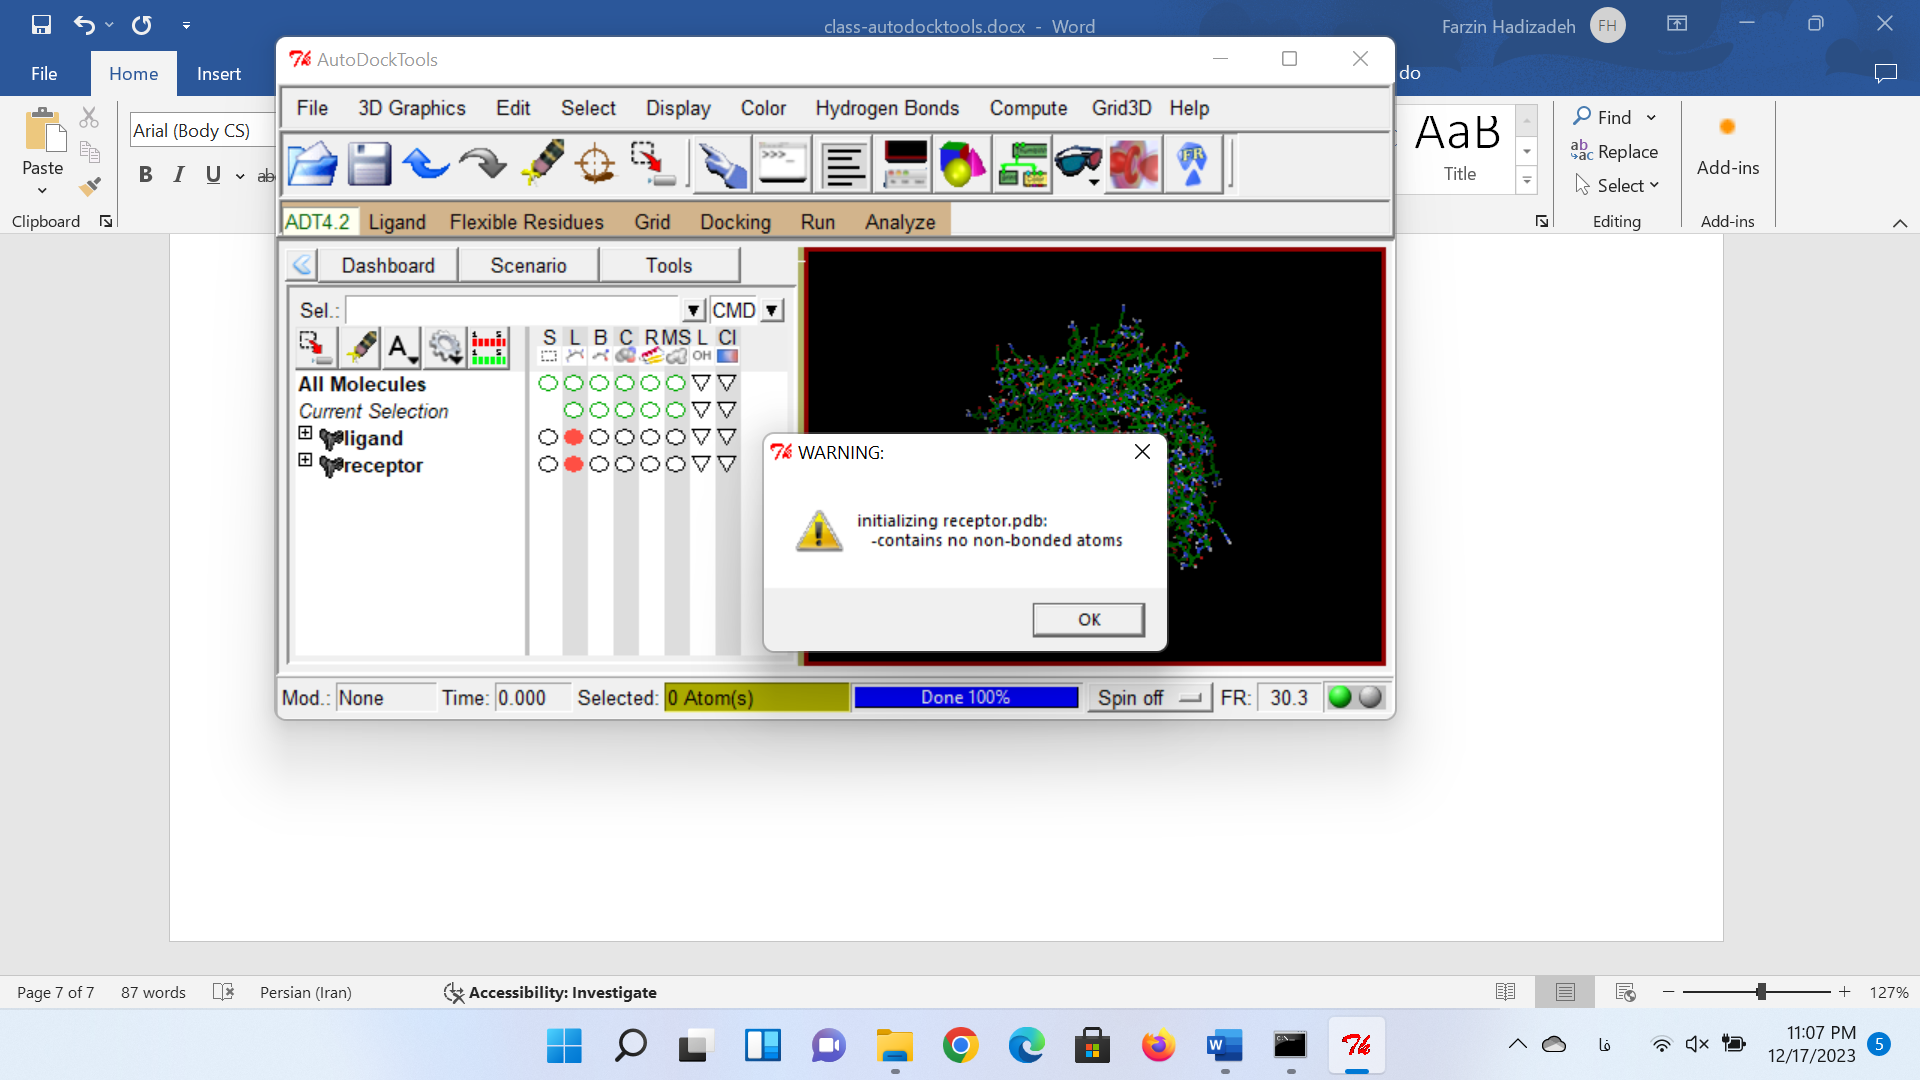 class-autodocktools.docx - Word
Farzin Hadizadeh
FH
File
Home
Insert
do
Paste
Clipboard
Arial (Body CS)
B I U ab
AaB
Title
Find
Replace
Select
Editing
Add-ins
Add-ins
AutoDockTools
File 3D Graphics Edit Select Display Color Hydrogen Bonds Compute Grid3D Help
>>>_
FR
ADT4.2 Ligand Flexible Residues Grid Docking Run Analyze
Dashboard Scenario Tools
Sel.: CMD
S L B C R MS L Cl
A
OH
All Molecules
Current Selection
ligand
receptor
WARNING:
initializing receptor.pdb:
-contains no non-bonded atoms
OK
Mod.: None Time: 0.000 Selected: 0 Atom(s) Done 100% Spin off FR: 30.3
Page 7 of 7 87 words Persian (Iran) Accessibility: Investigate 127%
فا
11:07 PM
12/17/2023
5